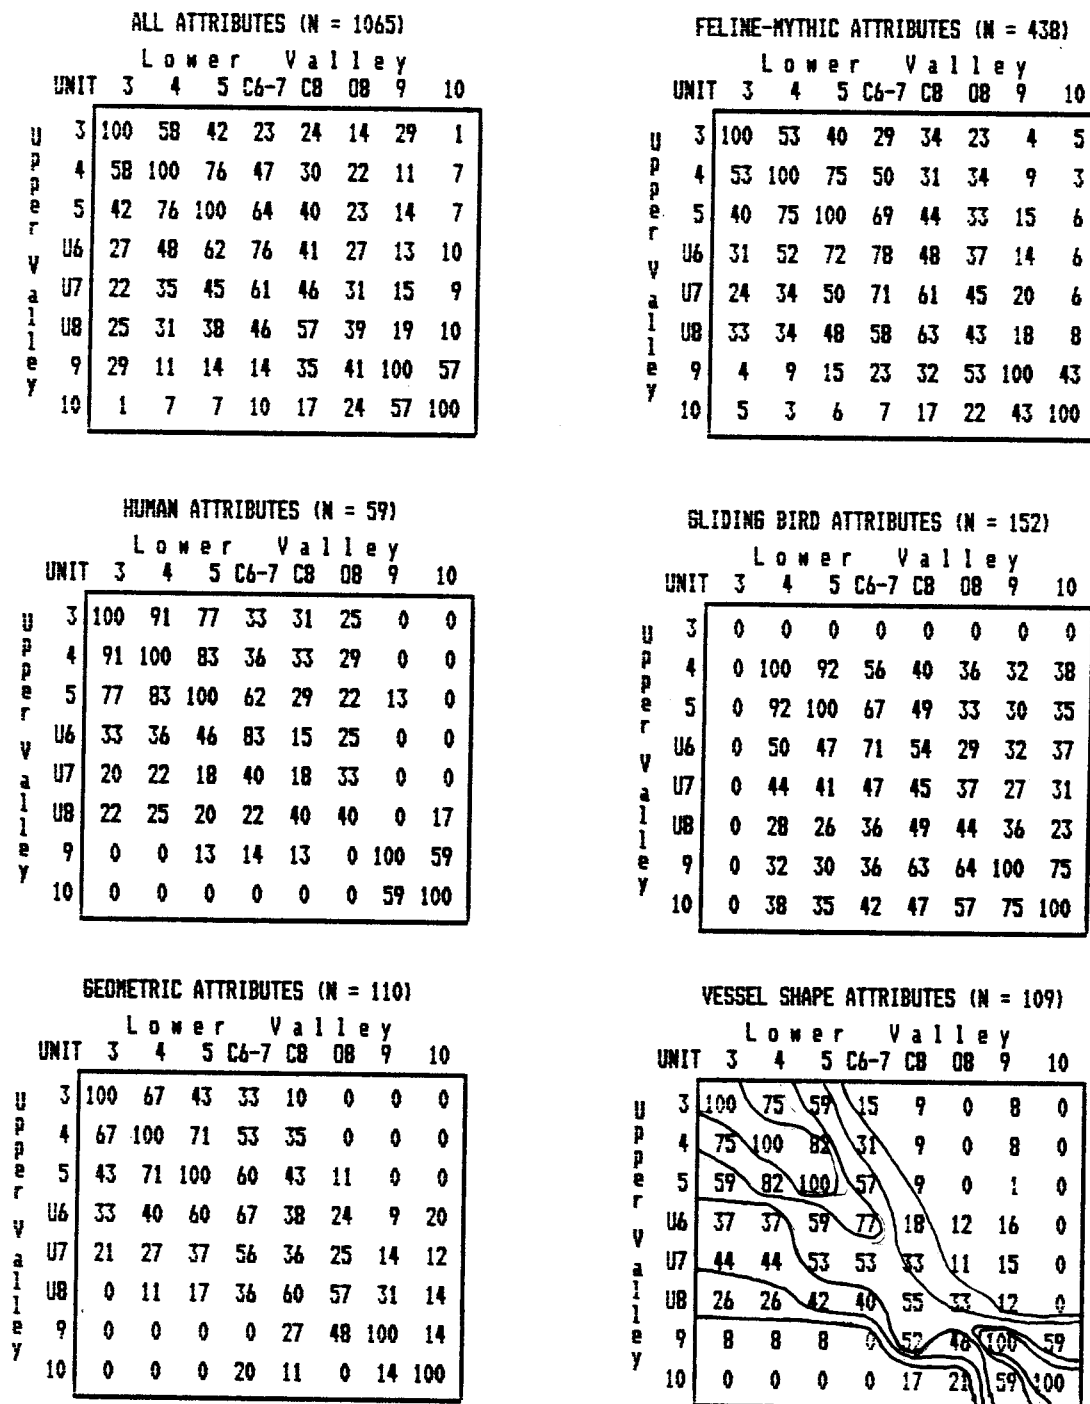 ALL ATTRIBUTES (N = 1065)
Lower Valley
UNIT 3 4 5 C6-7 C8 O8 9 10
Upper Valley
3 100 58 42 23 24 14 29 1
4 58 100 76 47 30 22 11 7
5 42 76 100 64 40 23 14 7
U6 27 48 62 76 41 27 13 10
U7 22 35 45 61 46 31 15 9
U8 25 31 38 46 57 39 19 10
9 29 11 14 14 35 41 100 57
10 1 7 7 10 17 24 57 100
FELINE-MYTHIC ATTRIBUTES (N = 438)
Lower Valley
UNIT 3 4 5 C6-7 C8 O8 9 10
Upper Valley
3 100 53 40 29 34 23 4 5
4 53 100 75 50 31 34 9 3
5 40 75 100 69 44 33 15 6
U6 31 52 72 78 48 37 14 6
U7 24 34 50 71 61 45 20 6
U8 33 34 48 58 63 43 18 8
9 4 9 15 23 32 53 100 43
10 5 3 6 7 17 22 43 100
HUMAN ATTRIBUTES (N = 59)
Lower Valley
UNIT 3 4 5 C6-7 C8 O8 9 10
Upper Valley
3 100 91 77 33 31 25 0 0
4 91 100 83 36 33 29 0 0
5 77 83 100 62 29 22 13 0
U6 33 36 46 83 15 25 0 0
U7 20 22 18 40 18 33 0 0
U8 22 25 20 22 40 40 0 17
9 0 0 13 14 13 0 100 59
10 0 0 0 0 0 0 59 100
GLIDING BIRD ATTRIBUTES (N = 152)
Lower Valley
UNIT 3 4 5 C6-7 C8 O8 9 10
Upper Valley
3 0 0 0 0 0 0 0 0
4 0 100 92 56 40 36 32 38
5 0 92 100 67 49 33 30 35
U6 0 50 47 71 54 29 32 37
U7 0 44 41 47 45 37 27 31
U8 0 28 26 36 49 44 36 23
9 0 32 30 36 63 64 100 75
10 0 38 35 42 47 57 75 100
GEOMETRIC ATTRIBUTES (N = 110)
Lower Valley
UNIT 3 4 5 C6-7 C8 O8 9 10
Upper Valley
3 100 67 43 33 10 0 0 0
4 67 100 71 53 35 0 0 0
5 43 71 100 60 43 11 0 0
U6 33 40 60 67 38 24 9 20
U7 21 27 37 56 36 25 14 12
U8 0 11 17 36 60 57 31 14
9 0 0 0 0 27 48 100 14
10 0 0 0 20 11 0 14 100
VESSEL SHAPE ATTRIBUTES (N = 109)
Lower Valley
UNIT 3 4 5 C6-7 C8 O8 9 10
Upper Valley
3 100 75 59 15 9 0 8 0
4 75 100 82 31 9 0 8 0
5 59 82 100 57 9 0 1 0
U6 37 37 59 77 18 12 16 0
U7 44 44 53 53 33 11 15 0
U8 26 26 42 40 55 33 12 0
9 8 8 8 0 52 46 100 59
10 0 0 0 0 17 21 59 100